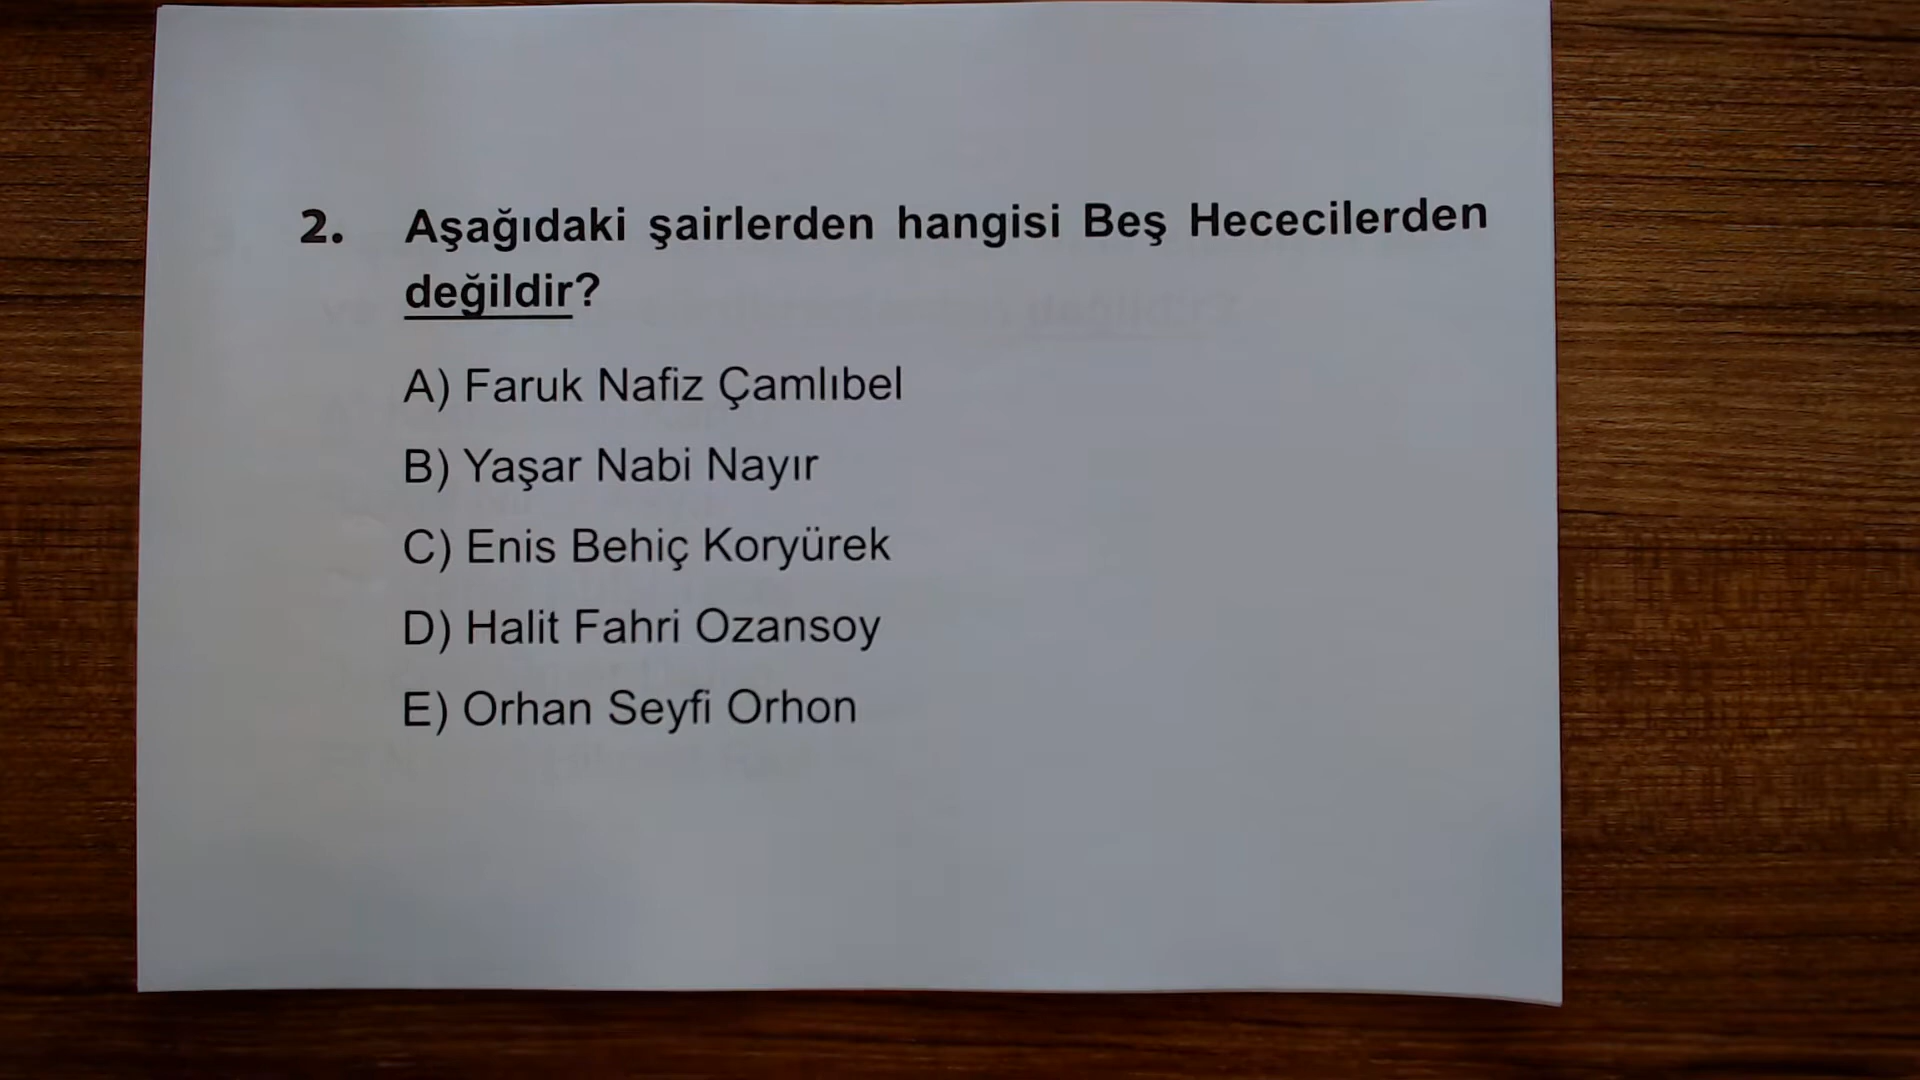 2. Aşağıdaki şairlerden hangisi Beş Hececilerden
değildir?
A) Faruk Nafiz Çamlıbel
B) Yaşar Nabi Nayır
C) Enis Behiç Koryürek
D) Halit Fahri Ozansoy
E) Orhan Seyfi Orhon